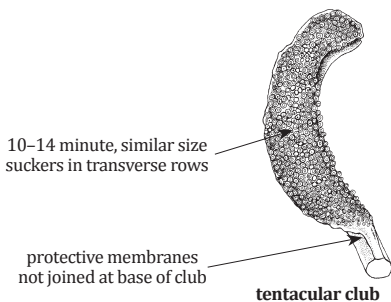 10–14 minute, similar size
suckers in transverse rows
protective membranes
not joined at base of club
tentacular club